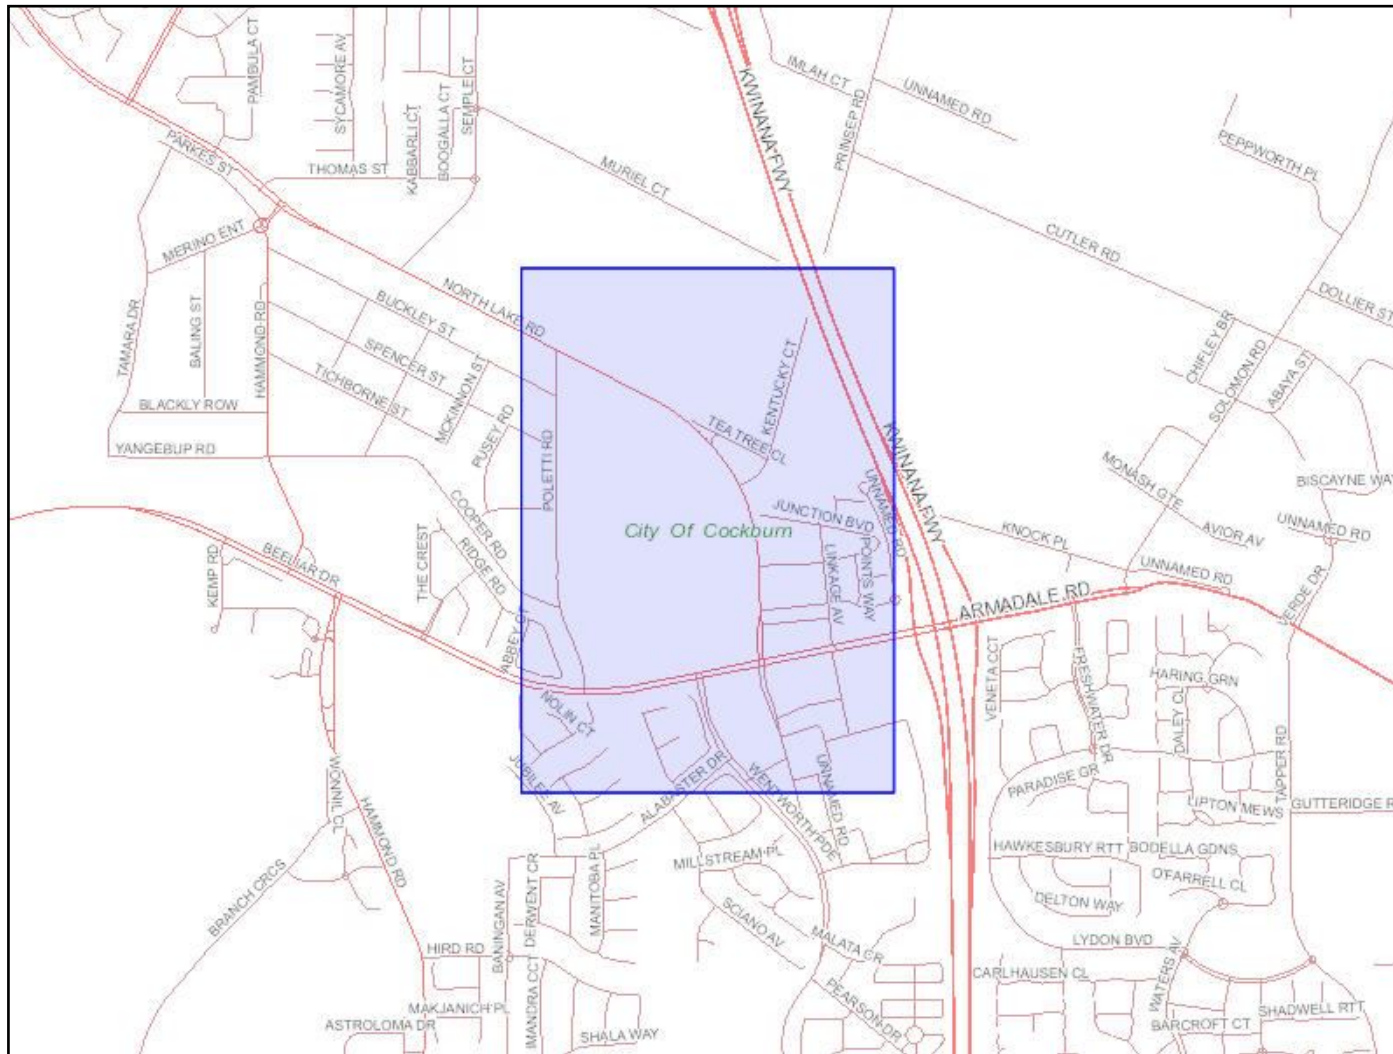 PAMBULA CT
SYCAMORE AV
KABBARLI CT
BOOGALLA CT
SEMPLE CT
KWINANA FWY
IMLAH CT
PRINSEP RD
UNNAMED RD
PEPPWORTH PL
PARKES ST
THOMAS ST
MURIEL CT
MERINO ENT
CUTLER RD
TAMARA DR
BALING ST
HAMMOND RD
NORTH LAKE RD
BUCKLEY ST
SPENCER ST
TICHBORNE ST
MCKINNON ST
PUSEY RD
POLETTI RD
KENTUCKY CT
TEA TREE CL
DOLLIER ST
CHIFLEY BR
SOLOMON RD
ABAYA ST
BLACKLY ROW
YANGEBUP RD
KWINANA FWY
UNNAMED RD
MONASH GTE
BISCAYNE WAY
AVIOR AV
UNNAMED RD
COOPER RD
RIDGE RD
THE CREST
City Of Cockburn
JUNCTION BVD
LINKAGE AV
POINTS WAY
KNOCK PL
UNNAMED RD
VERDE DR
KEMP RD
BEELIAR DR
ABBEY CT
ARMADALE RD
VENETA CCT
FRESHWATER DR
HARING GRN
DALEY CL
TAPPER RD
NOLIN CT
JUBILEE AV
ALABASTER DR
WENTWORTH PDE
UNNAMED RD
PARADISE GR
LIPTON MEWS
GUTTERIDGE R
WONNIL CL
HAMMOND RD
BRANCH CRCS
MILLSTREAM PL
HAWKESBURY RTT
BODELLA GDNS
O'FARRELL CL
DELTON WAY
BANINGAN AV
DERWENT CR
MANITOBA PL
SCIANO AV
MALATA CR
LYDON BVD
HIRD RD
IMANDRA CCT
CARLHAUSEN CL
WATERS AV
MAKJANICH PL
ASTROLOMA DR
SHALA WAY
PEARSON DR
BARCROFT CT
SHADWELL RTT